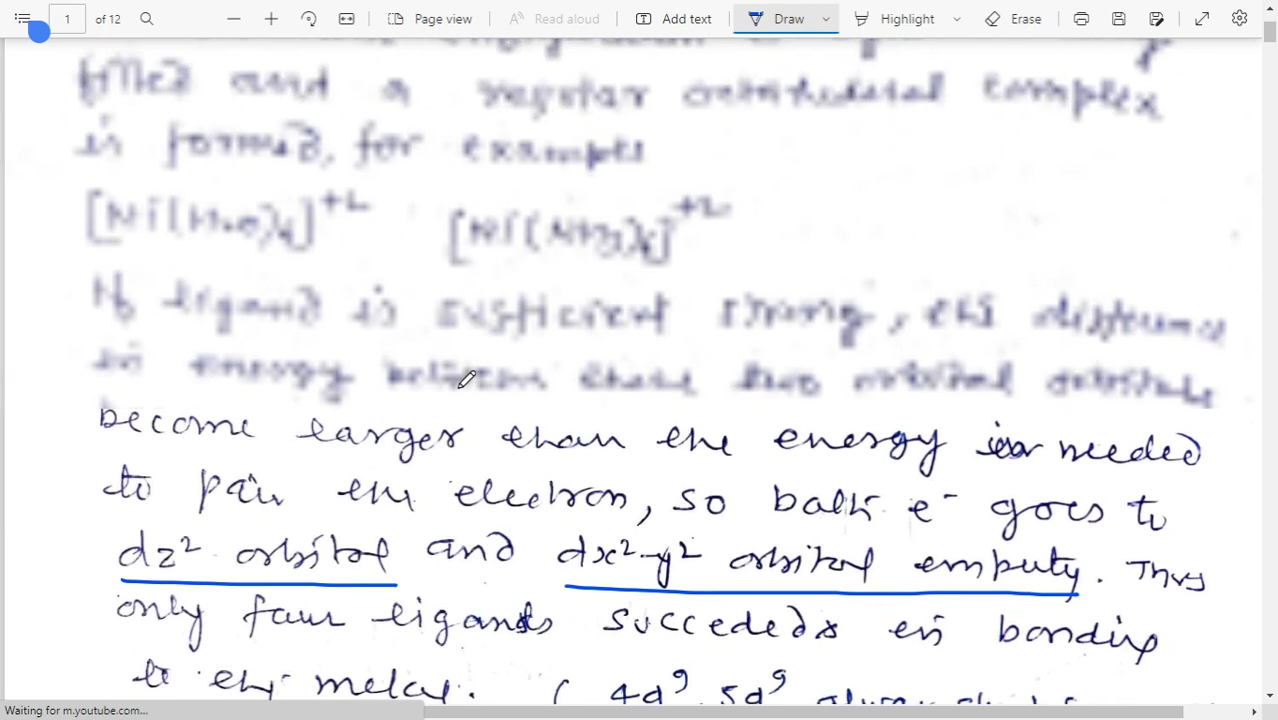 1 of 12 Page view Read aloud Add text Draw Highlight Erase
filled and a regular octahedral complex
is formed, for example
[Ni(H2O)6]+2 [Ni(NH3)6]+2
If ligand is sufficient strong, the difference
in energy between these two orbital
become larger than the energy needed
to pair the electron, so both e- goes to
dz2 orbital and dx2-y2 orbital emputy. Thus
only four ligands succeeded in bonding
to the metal. ( 4d9, 5d9
Waiting for m.youtube.com...